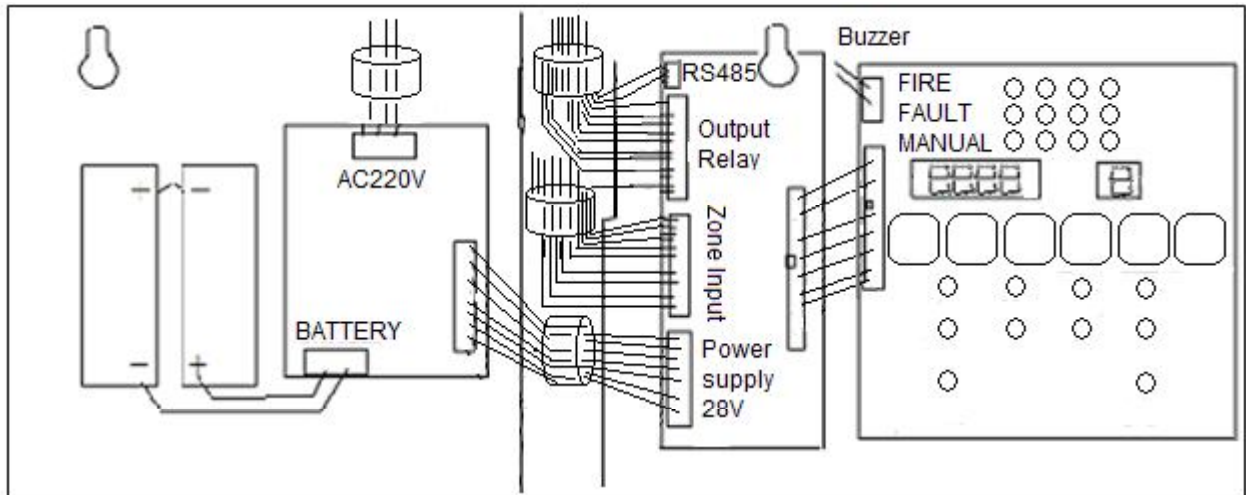 Buzzer
RS485
FIRE
FAULT
MANUAL
Output
Relay
AC220V
Zone Input
BATTERY
Power
supply
28V